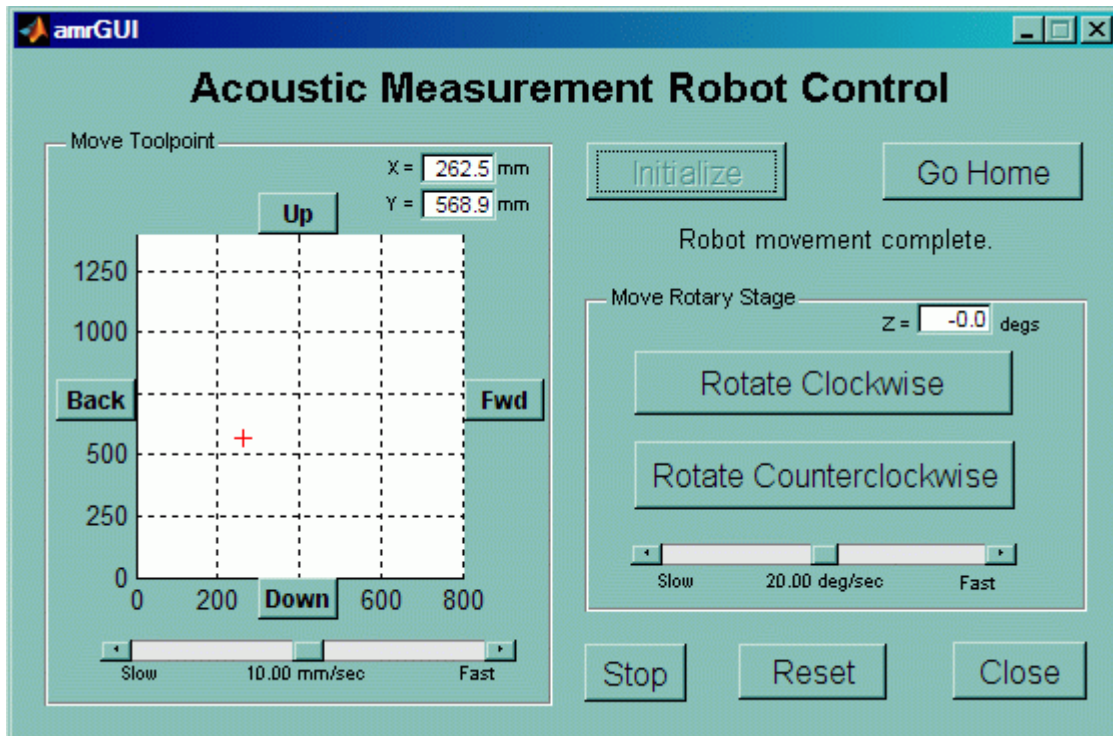 amrGUI
Acoustic Measurement Robot Control
Move Toolpoint
X = 262.5 mm
Y = 568.9 mm
Up
1250
1000
Back
Fwd
500
250
0
0 200 Down 600 800
Slow 10.00 mm/sec Fast
Initialize
Go Home
Robot movement complete.
Move Rotary Stage
Z = -0.0 degs
Rotate Clockwise
Rotate Counterclockwise
Slow 20.00 deg/sec Fast
Stop
Reset
Close